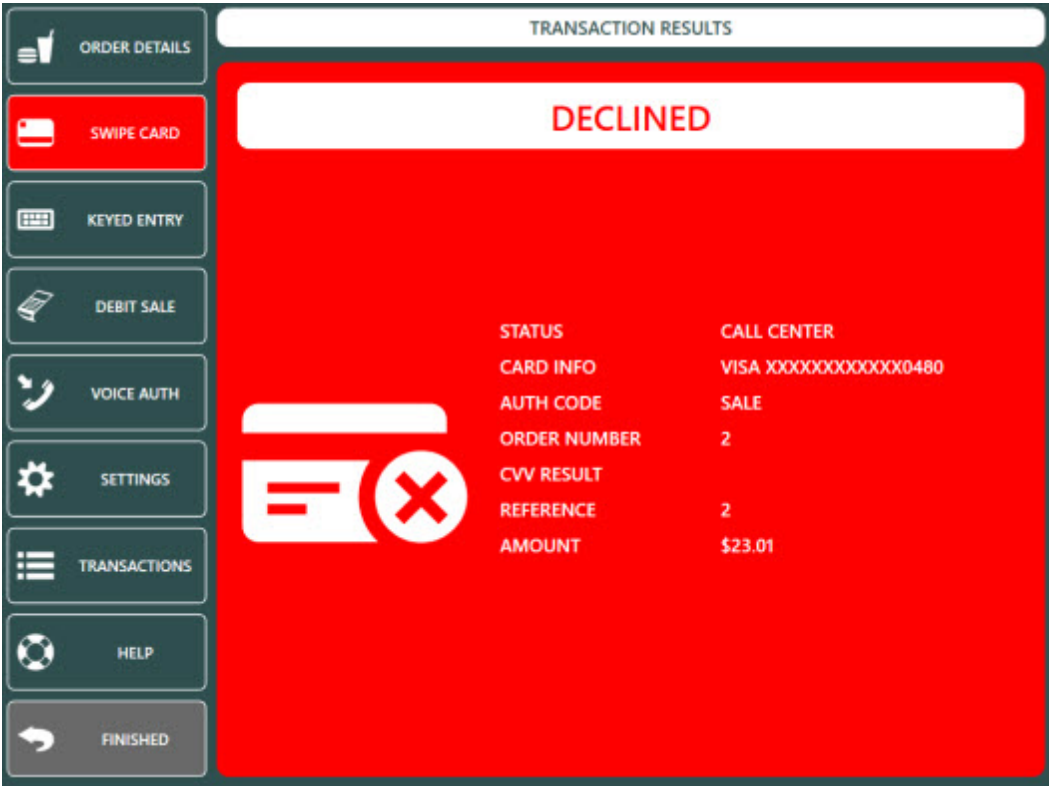 ORDER DETAILS
SWIPE CARD
KEYED ENTRY
DEBIT SALE
VOICE AUTH
SETTINGS
TRANSACTIONS
HELP
FINISHED
TRANSACTION RESULTS
DECLINED
STATUS CALL CENTER
CARD INFO VISA XXXXXXXXXXXX0480
AUTH CODE SALE
ORDER NUMBER 2
CVV RESULT
REFERENCE 2
AMOUNT $23.01